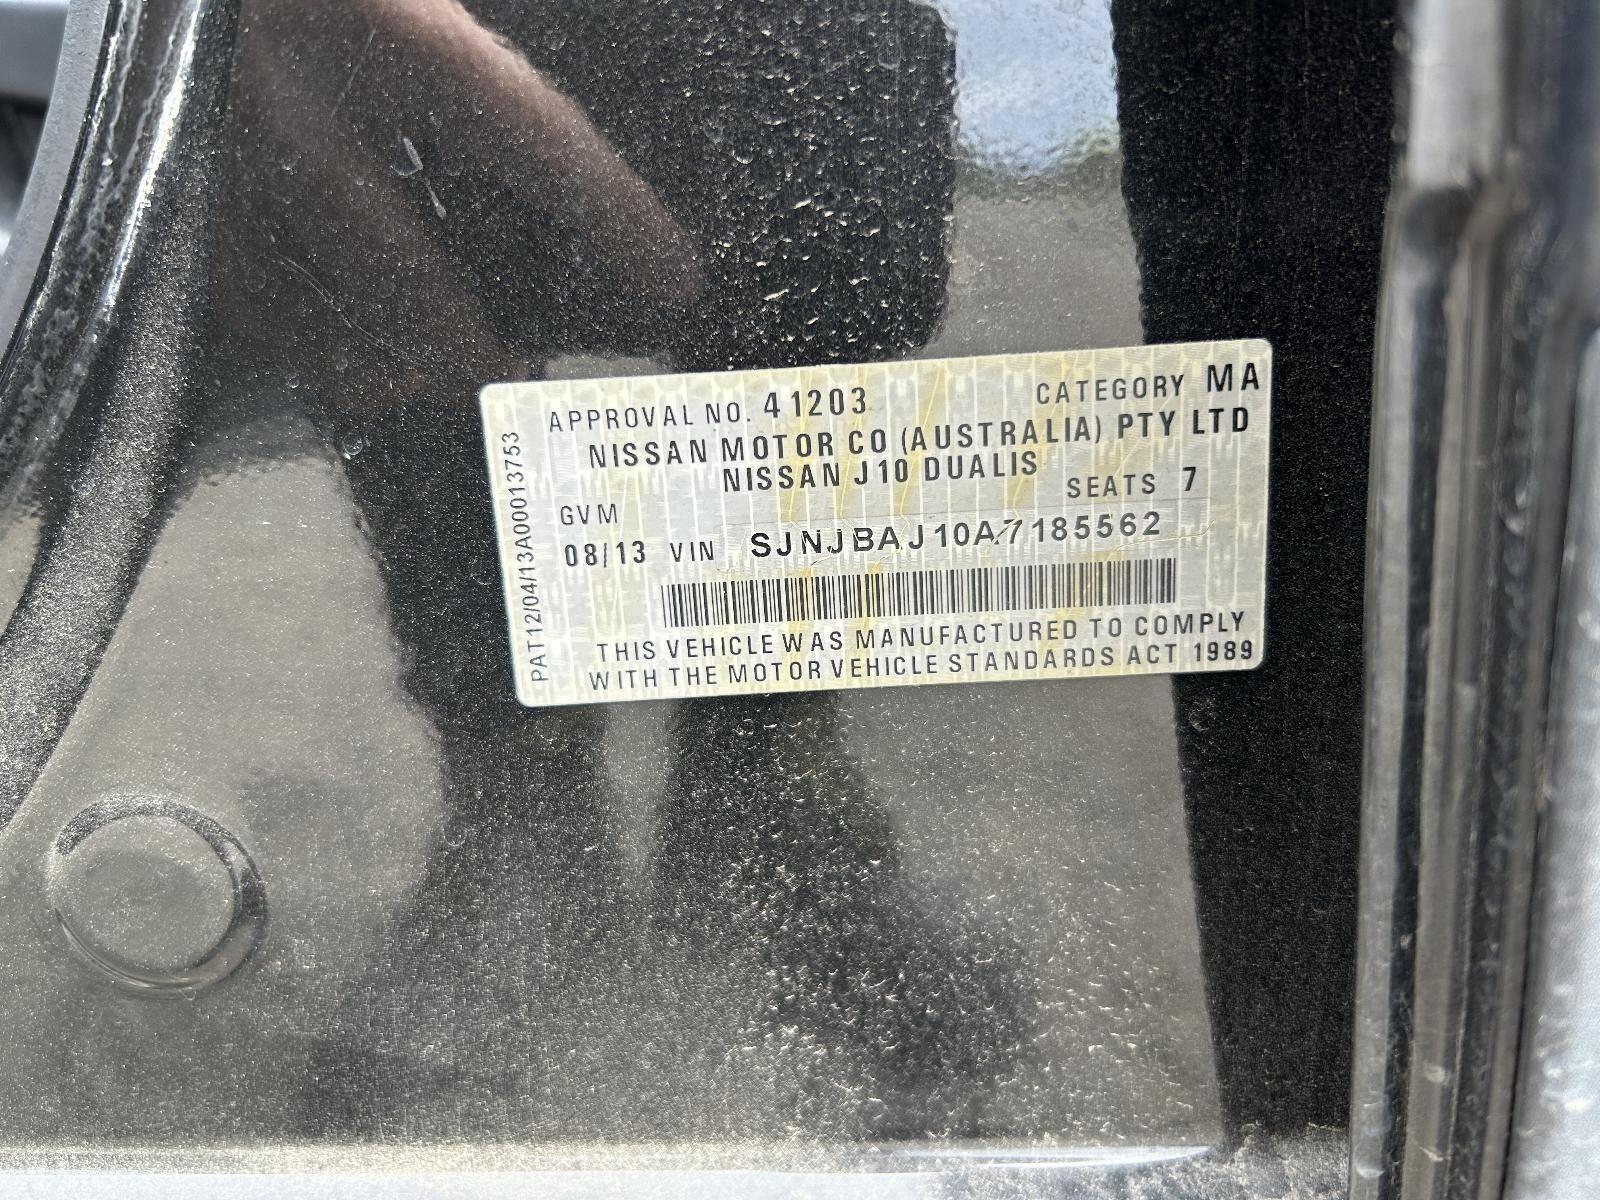 APPROVAL NO. 41203 CATEGORY MA
NISSAN MOTOR CO (AUSTRALIA) PTY LTD
NISSAN J10 DUALIS
GVM SEATS 7
08/13 VIN SJNJBAJ10A7185562
THIS VEHICLE WAS MANUFACTURED TO COMPLY
WITH THE MOTOR VEHICLE STANDARDS ACT 1989
PAT12/04/13A00013753